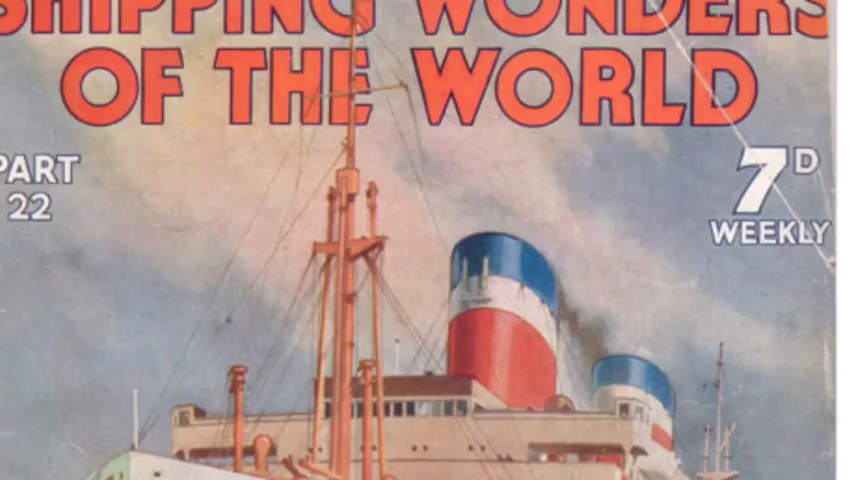 SHIPPING WONDERS
OF THE WORLD
PART
22
7D
WEEKLY